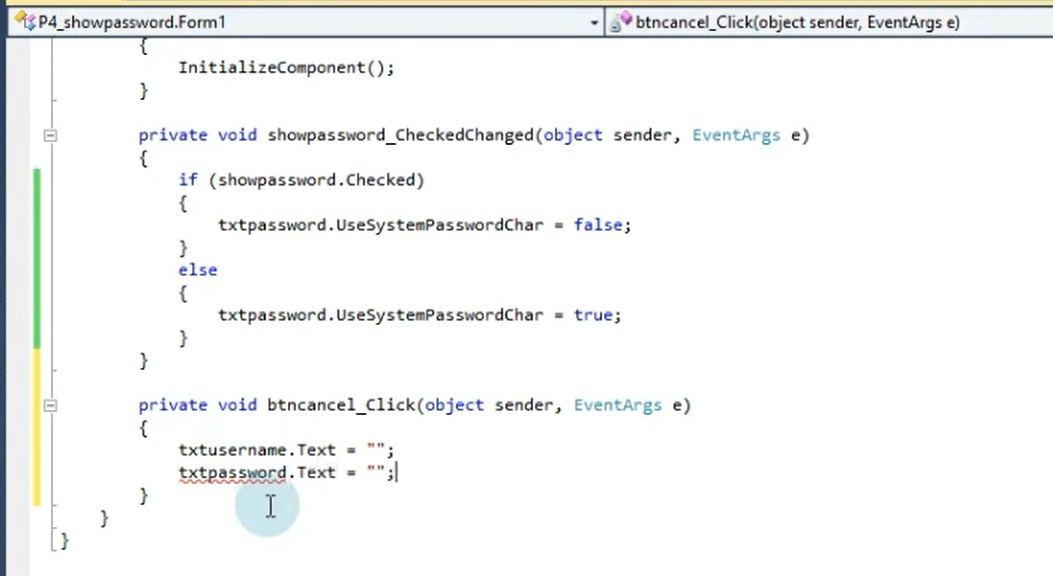 P4_showpassword.Form1
btncancel_Click(object sender, EventArgs e)
{
InitializeComponent();
}
private void showpassword_CheckedChanged(object sender, EventArgs e)
{
if (showpassword.Checked)
{
txtpassword.UseSystemPasswordChar = false;
}
else
{
txtpassword.UseSystemPasswordChar = true;
}
}
private void btncancel_Click(object sender, EventArgs e)
{
txtusername.Text = "";
txtpassword.Text = "";
}
}
}